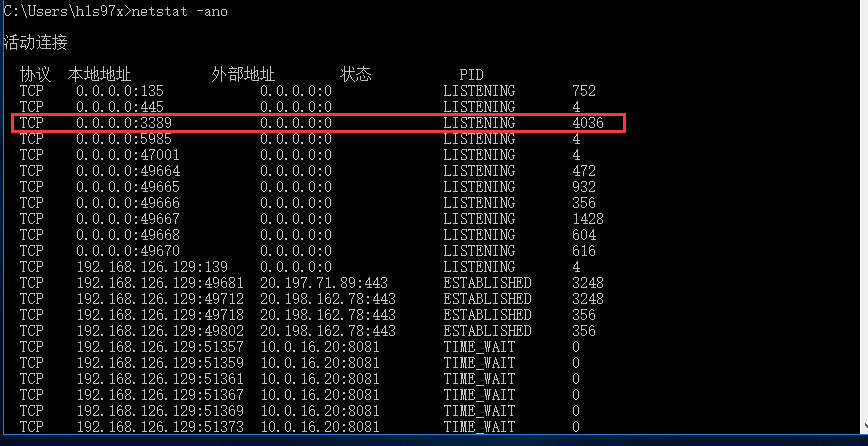 C:\Users\h1s97x>netstat -ano
活动连接
协议 本地地址 外部地址 状态 PID
TCP 0.0.0.0:135 0.0.0.0:0 LISTENING 752
TCP 0.0.0.0:445 0.0.0.0:0 LISTENING 4
TCP 0.0.0.0:3389 0.0.0.0:0 LISTENING 4036
TCP 0.0.0.0:5985 0.0.0.0:0 LISTENING 4
TCP 0.0.0.0:47001 0.0.0.0:0 LISTENING 4
TCP 0.0.0.0:49664 0.0.0.0:0 LISTENING 472
TCP 0.0.0.0:49665 0.0.0.0:0 LISTENING 932
TCP 0.0.0.0:49666 0.0.0.0:0 LISTENING 356
TCP 0.0.0.0:49667 0.0.0.0:0 LISTENING 1428
TCP 0.0.0.0:49668 0.0.0.0:0 LISTENING 604
TCP 0.0.0.0:49670 0.0.0.0:0 LISTENING 616
TCP 192.168.126.129:139 0.0.0.0:0 LISTENING 4
TCP 192.168.126.129:49681 20.197.71.89:443 ESTABLISHED 3248
TCP 192.168.126.129:49712 20.198.162.78:443 ESTABLISHED 3248
TCP 192.168.126.129:49718 20.198.162.78:443 ESTABLISHED 356
TCP 192.168.126.129:49802 20.198.162.78:443 ESTABLISHED 356
TCP 192.168.126.129:51357 10.0.16.20:8081 TIME_WAIT 0
TCP 192.168.126.129:51359 10.0.16.20:8081 TIME_WAIT 0
TCP 192.168.126.129:51361 10.0.16.20:8081 TIME_WAIT 0
TCP 192.168.126.129:51367 10.0.16.20:8081 TIME_WAIT 0
TCP 192.168.126.129:51369 10.0.16.20:8081 TIME_WAIT 0
TCP 192.168.126.129:51373 10.0.16.20:8081 TIME_WAIT 0